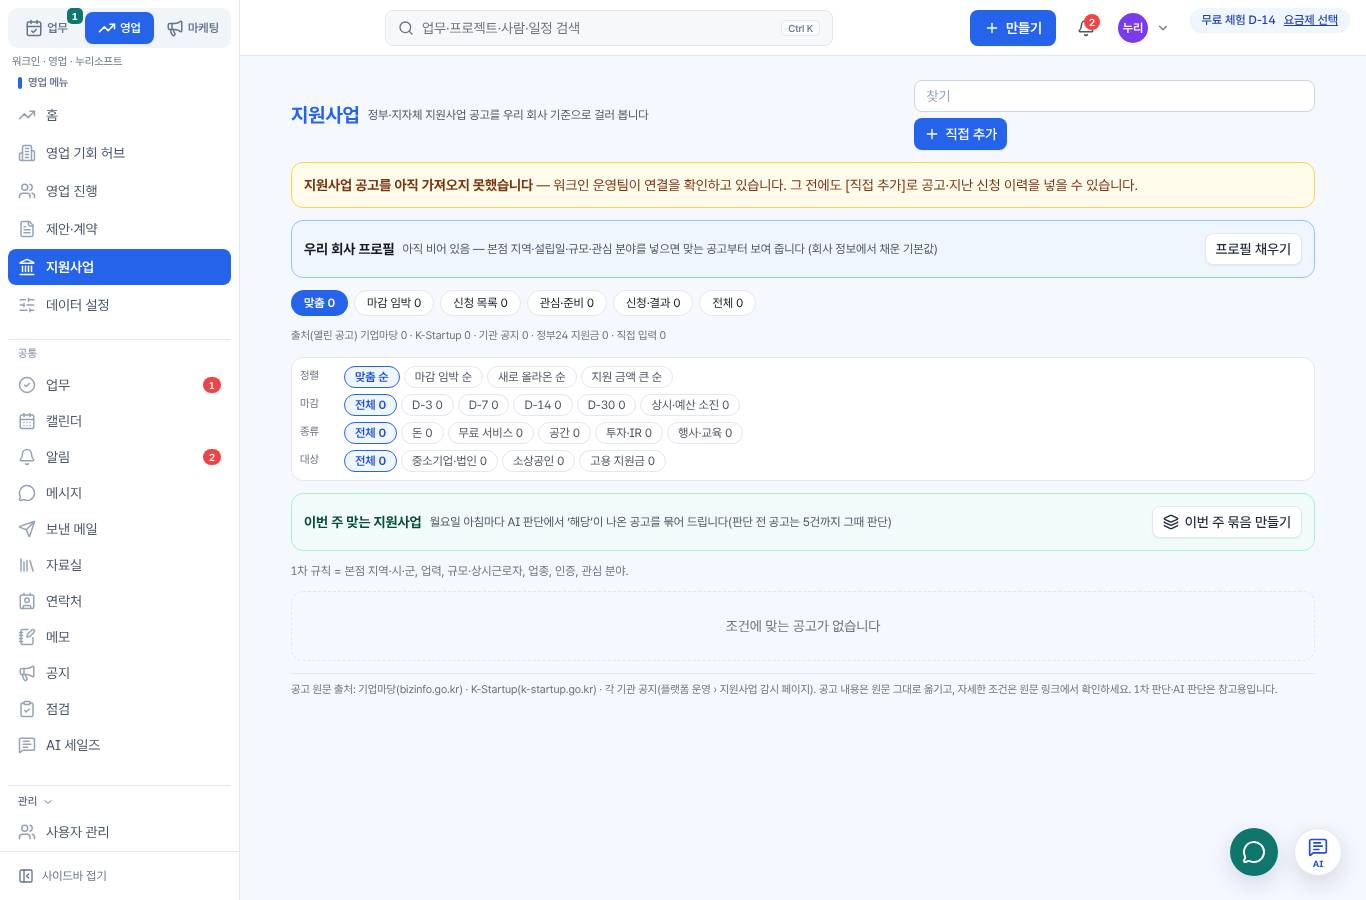 업무 1 영업 마케팅
워크인 · 영업 · 누리소프트
영업 메뉴
홈
영업 기회 허브
영업 진행
제안·계약
지원사업
데이터 설정
공통
업무 1
캘린더
알림 2
메시지
보낸 메일
자료실
연락처
메모
공지
점검
AI 세일즈
관리
사용자 관리
사이드바 접기
업무·프로젝트·사람·일정 검색 Ctrl K
만들기
2
누리
무료 체험 D-14 요금제 선택
지원사업 정부·지자체 지원사업 공고를 우리 회사 기준으로 걸러 봅니다
찾기
직접 추가
지원사업 공고를 아직 가져오지 못했습니다 — 워크인 운영팀이 연결을 확인하고 있습니다. 그 전에도 [직접 추가]로 공고·지난 신청 이력을 넣을 수 있습니다.
우리 회사 프로필 아직 비어 있음 — 본점 지역·설립일·규모·관심 분야를 넣으면 맞는 공고부터 보여 줍니다 (회사 정보에서 채운 기본값)
프로필 채우기
맞춤 0 마감 임박 0 신청 목록 0 관심·준비 0 신청·결과 0 전체 0
출처(열린 공고) 기업마당 0 · K-Startup 0 · 기관 공지 0 · 정부24 지원금 0 · 직접 입력 0
정렬 맞춤 순 마감 임박 순 새로 올라온 순 지원 금액 큰 순
마감 전체 0 D-3 0 D-7 0 D-14 0 D-30 0 상시·예산 소진 0
종류 전체 0 돈 0 무료 서비스 0 공간 0 투자·IR 0 행사·교육 0
대상 전체 0 중소기업·법인 0 소상공인 0 고용 지원금 0
이번 주 맞는 지원사업 월요일 아침마다 AI 판단에서 ‘해당’이 나온 공고를 묶어 드립니다(판단 전 공고는 5건까지 그때 판단)
이번 주 묶음 만들기
1차 규칙 = 본점 지역·시·군, 업력, 규모·상시근로자, 업종, 인증, 관심 분야.
조건에 맞는 공고가 없습니다
공고 원문 출처: 기업마당(bizinfo.go.kr) · K-Startup(k-startup.go.kr) · 각 기관 공지(플랫폼 운영 › 지원사업 감시 페이지). 공고 내용은 원문 그대로 옮기고, 자세한 조건은 원문 링크에서 확인하세요. 1차 판단·AI 판단은 참고용입니다.
AI